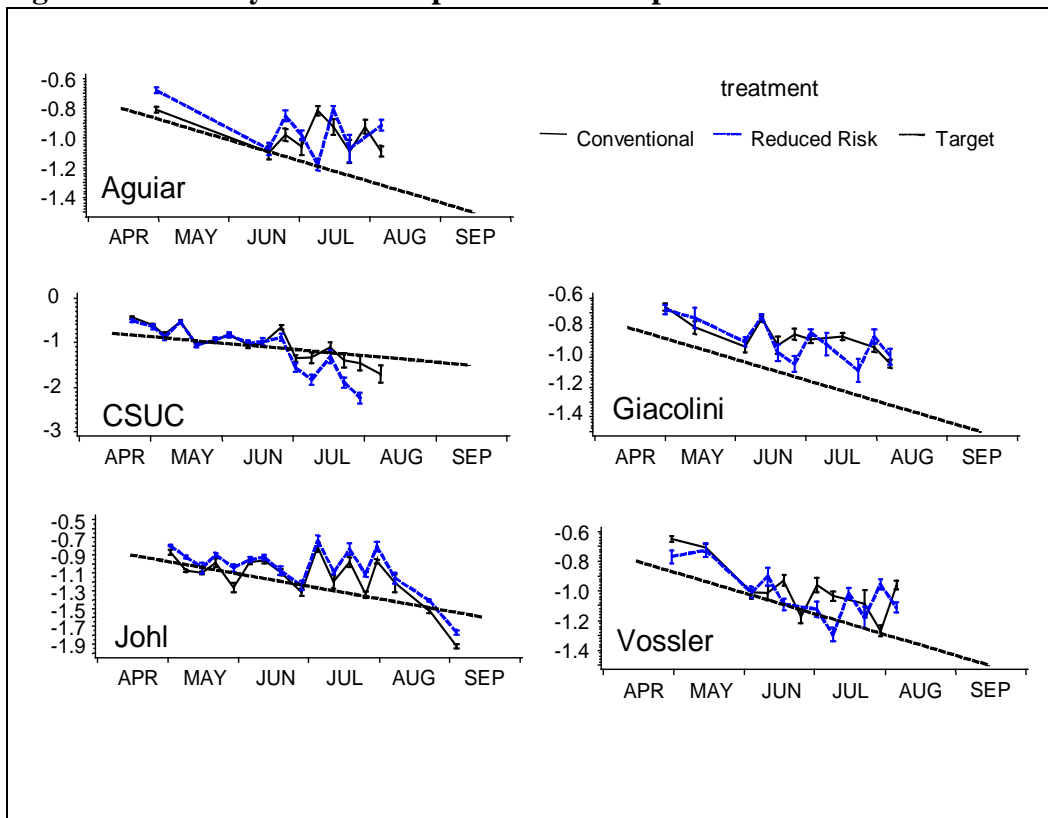 treatment
Conventional Reduced Risk Target
-0.6
-0.8
-1.0
-1.2
-1.4
Aguiar
APR MAY JUN JUL AUG SEP
0
-1
-2
-3
CSUC
APR MAY JUN JUL AUG SEP
-0.6
-0.8
-1.0
-1.2
-1.4
Giacolini
APR MAY JUN JUL AUG SEP
-0.5
-0.7
-0.9
-1.1
-1.3
-1.5
-1.7
-1.9
Johl
APR MAY JUN JUL AUG SEP
-0.6
-0.8
-1.0
-1.2
-1.4
Vossler
APR MAY JUN JUL AUG SEP